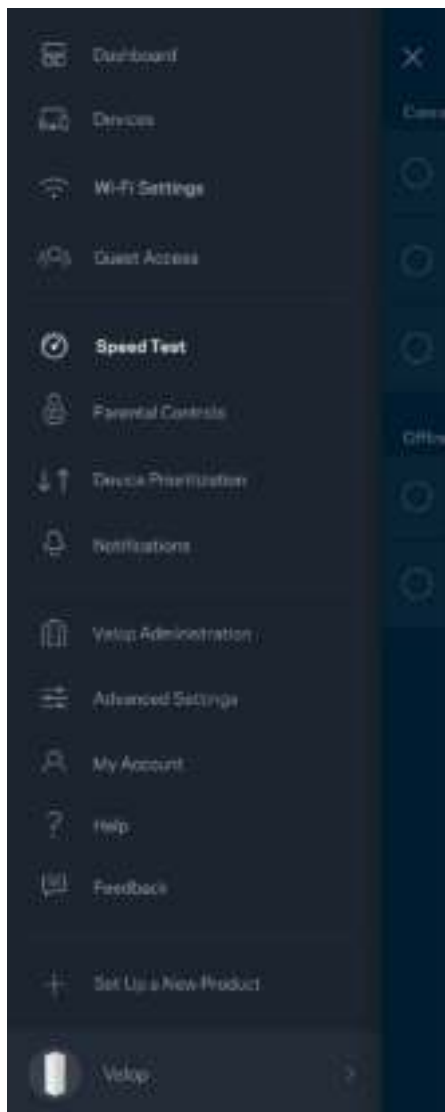 Dashboard
Devices
Wi-Fi Settings
Guest Access
Speed Test
Parental Controls
Device Prioritization
Notifications
Velop Administration
Advanced Settings
My Account
Help
Feedback
Set Up a New Product
Velop